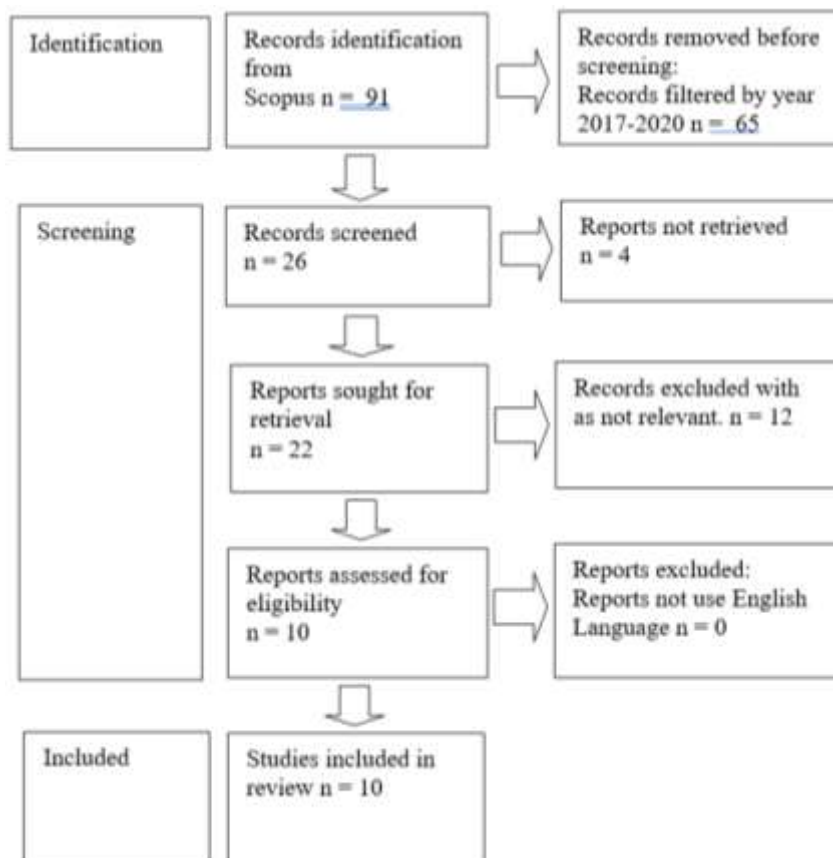 Identification
Records identification
from
Scopus n = 91
Records removed before
screening:
Records filtered by year
2017-2020 n = 65
Screening
Records screened
n = 26
Reports not retrieved
n = 4
Reports sought for
retrieval
n = 22
Records excluded with
as not relevant. n = 12
Reports assessed for
eligibility
n = 10
Reports excluded:
Reports not use English
Language n = 0
Included
Studies included in
review n = 10